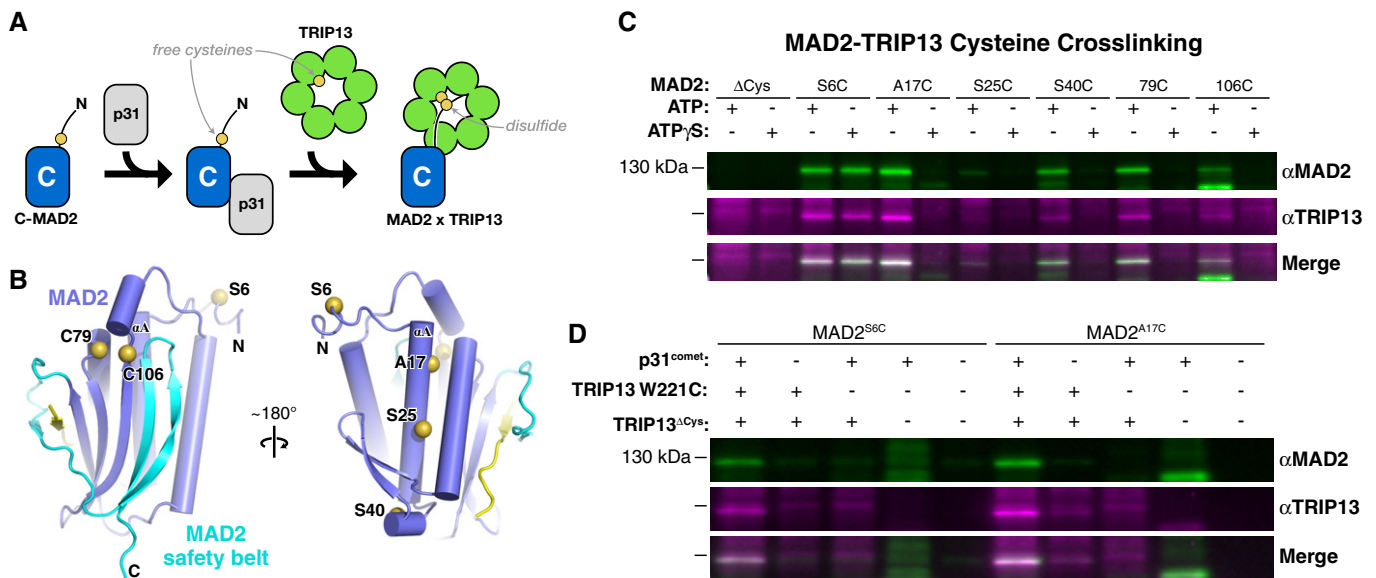 A
free cysteines
TRIP13
N
p31
N
C
C-MAD2
C
p31
disulfide
C
MAD2 x TRIP13
B
MAD2
S6
αA
N
C79
C106
~180°
MAD2
safety belt
C
S6
N
αA
A17
S25
S40
C
MAD2-TRIP13 Cysteine Crosslinking
MAD2: ΔCys S6C A17C S25C S40C 79C 106C
ATP: + - + - + - + - + - + - + -
ATPγS: - + - + - + - + - + - + - +
130 kDa – αMAD2
– αTRIP13
– Merge
D
MAD2S6C MAD2A17C
p31comet: + - + + - + - + + -
TRIP13 W221C: + + - - - + + - - -
TRIP13ΔCys: + + + - - + + + - -
130 kDa – αMAD2
– αTRIP13
– Merge